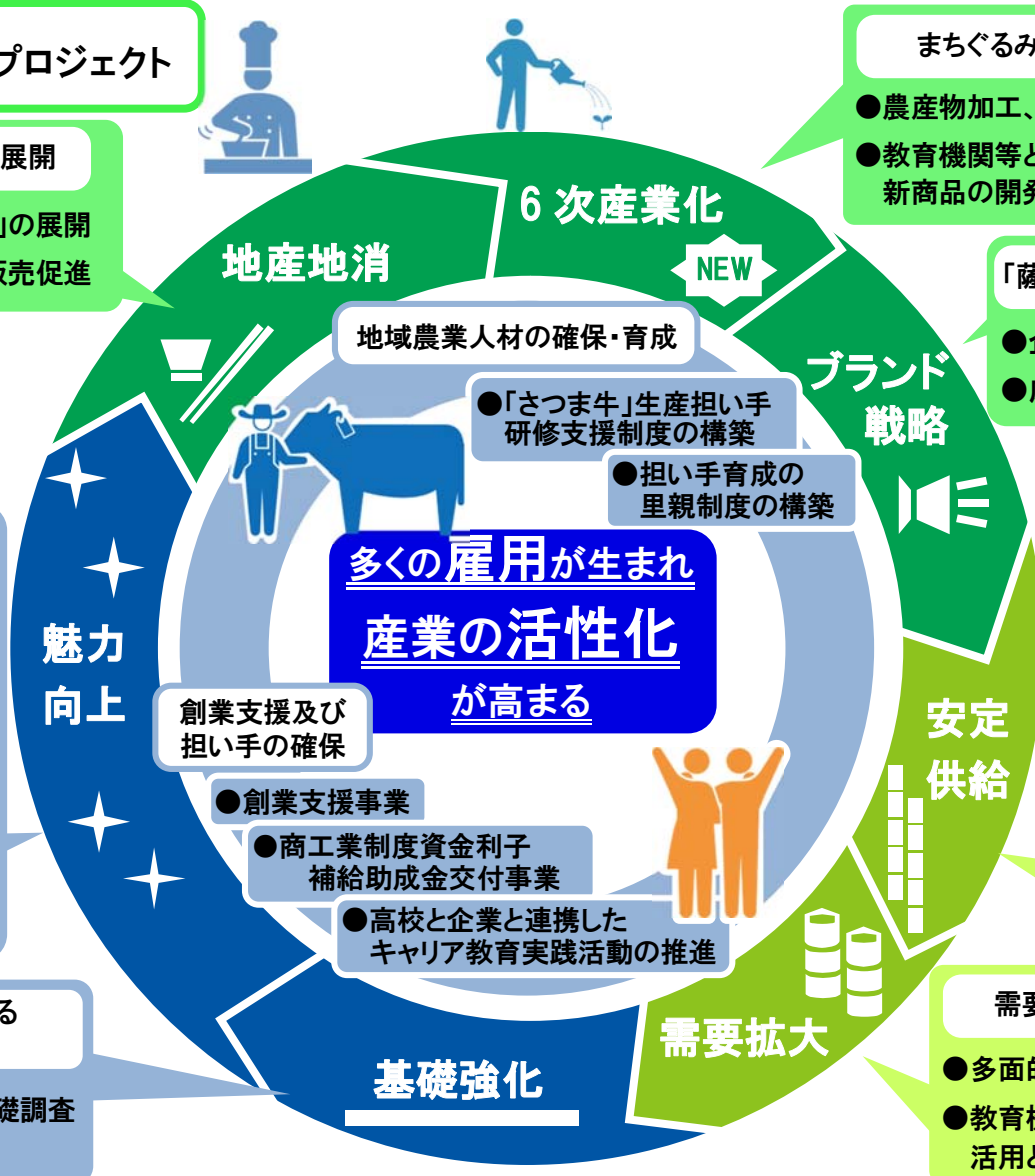 プロジェクト
展開
」の展開
販売促進
まちぐるみ
●農産物加工、
●教育機関等と
新商品の開発
地産地消
6次産業化
NEW
ブランド
戦略
安定
供給
需要拡大
基礎強化
魅力
向上
地域農業人材の確保・育成
●「さつま牛」生産担い手
研修支援制度の構築
●担い手育成の
里親制度の構築
多くの雇用が生まれ
産業の活性化
が高まる
創業支援及び
担い手の確保
●創業支援事業
●商工業制度資金利子
補給助成金交付事業
●高校と企業と連携した
キャリア教育実践活動の推進
「薩
る
礎調査
需要
●多面的
●教育機
活用と